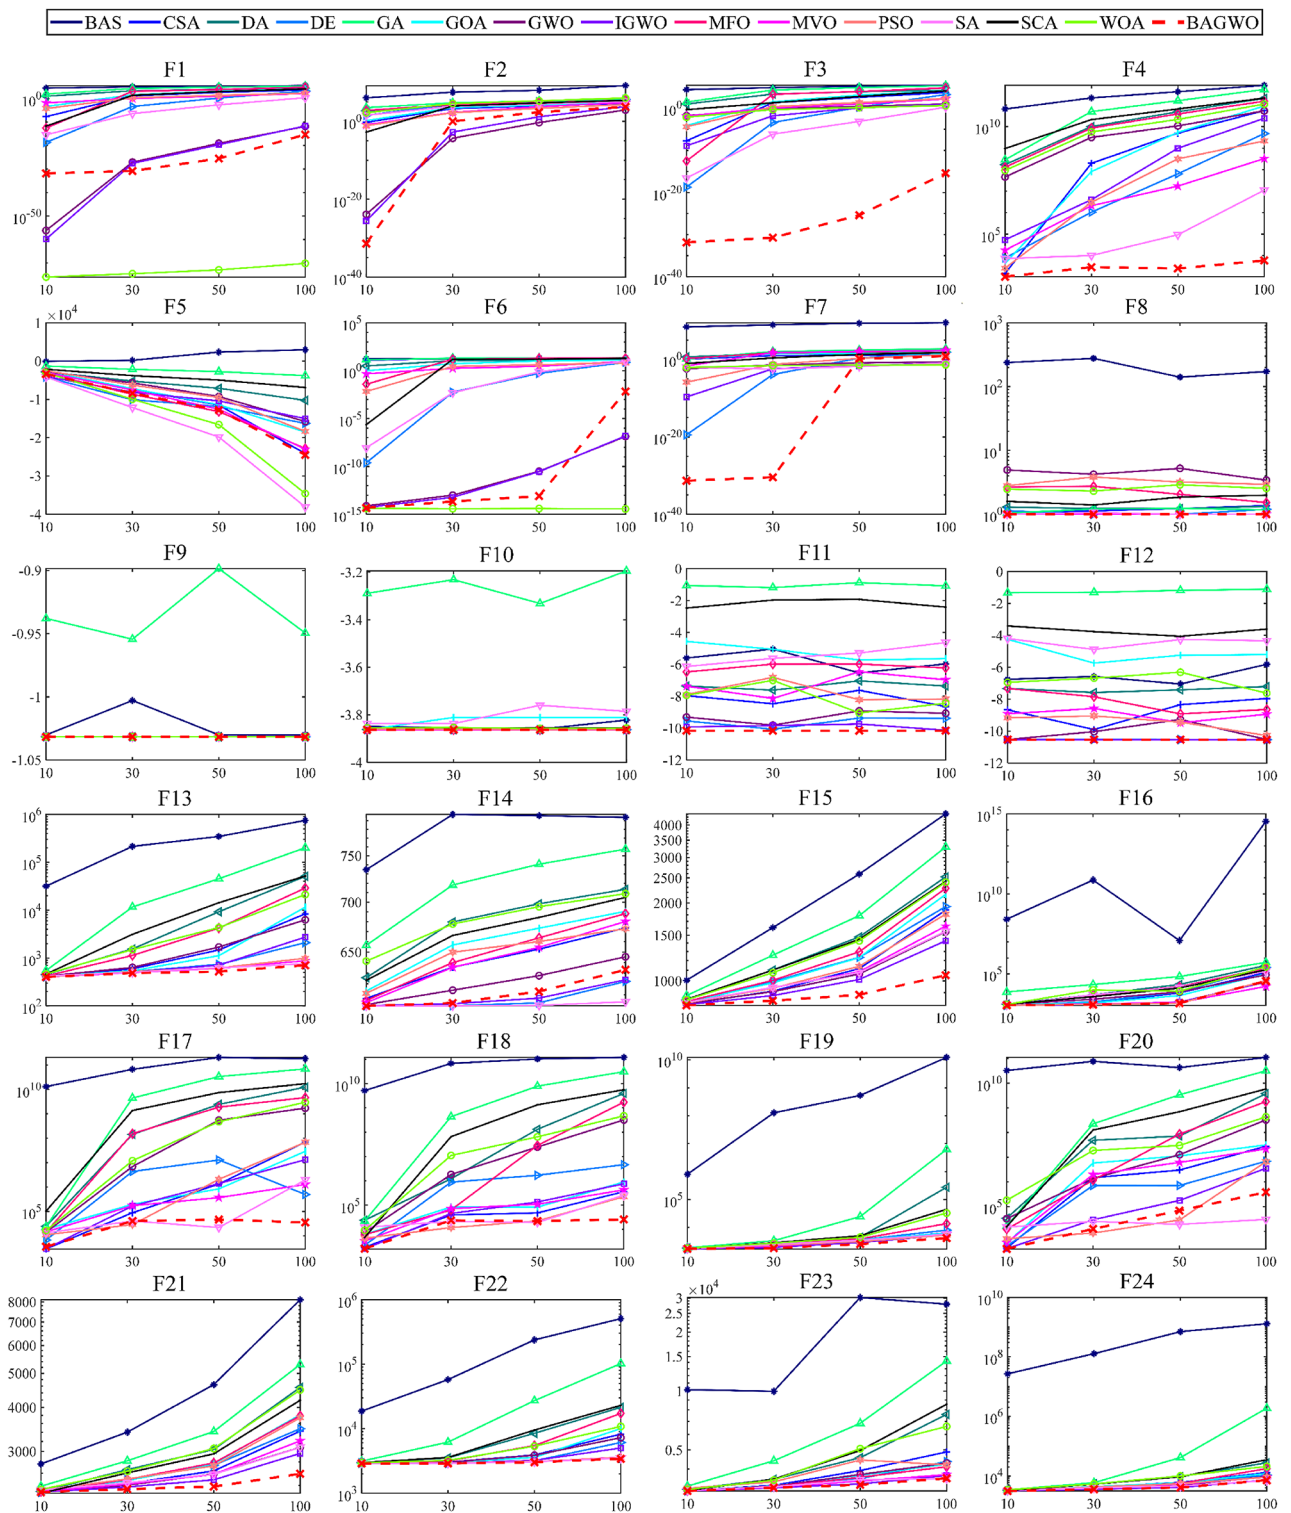 BAS CSA DA DE GA GOA GWO IGWO MFO MVO PSO SA SCA WOA BAGWO
F1 F2 F3 F4
10^0 10^-50
10 30 50 100
10^0 10^-20 10^-40
10 30 50 100
10^0 10^-20 10^-40
10 30 50 100
10^10 10^5
10 30 50 100
F5 F6 F7 F8
×10^4
1 0 -1 -2 -3 -4
10 30 50 100
10^5 10^0 10^-5 10^-10 10^-15
10 30 50 100
10^0 10^-20 10^-40
10 30 50 100
10^3 10^2 10^1 10^0
10 30 50 100
F9 F10 F11 F12
-0.9 -0.95 -1 -1.05
10 30 50 100
-3.2 -3.4 -3.6 -3.8 -4
10 30 50 100
0 -2 -4 -6 -8 -10 -12
10 30 50 100
0 -2 -4 -6 -8 -10 -12
10 30 50 100
F13 F14 F15 F16
10^6 10^5 10^4 10^3 10^2
10 30 50 100
750 700 650
10 30 50 100
4000 3500 3000 2500 2000 1500 1000
10 30 50 100
10^15 10^10 10^5
10 30 50 100
F17 F18 F19 F20
10^10 10^5
10 30 50 100
10^10 10^5
10 30 50 100
10^10 10^5
10 30 50 100
10^10 10^5
10 30 50 100
F21 F22 F23 F24
8000 7000 6000 5000 4000 3000
10 30 50 100
10^6 10^5 10^4 10^3
10 30 50 100
×10^4
3 2.5 2 1.5 1 0.5
10 30 50 100
10^10 10^8 10^6 10^4
10 30 50 100